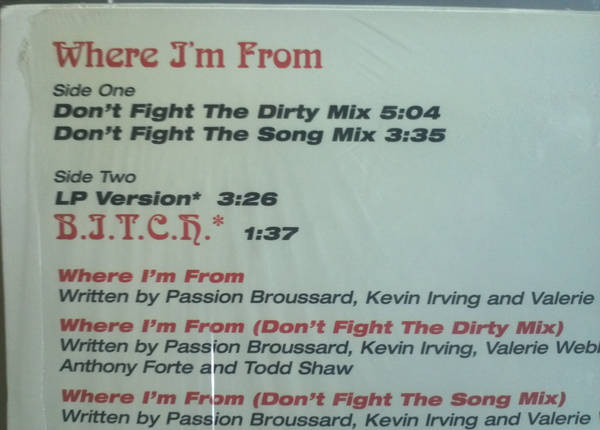 Where I'm From
Side One
Don't Fight The Dirty Mix 5:04
Don't Fight The Song Mix 3:35
Side Two
LP Version* 3:26
B.I.T.C.H.* 1:37
Where I'm From
Written by Passion Broussard, Kevin Irving and Valerie
Where I'm From (Don't Fight The Dirty Mix)
Written by Passion Broussard, Kevin Irving, Valerie
Anthony Forte and Todd Shaw
Where I'm From (Don't Fight The Song Mix)
Written by Passion Broussard, Kevin Irving and Valerie